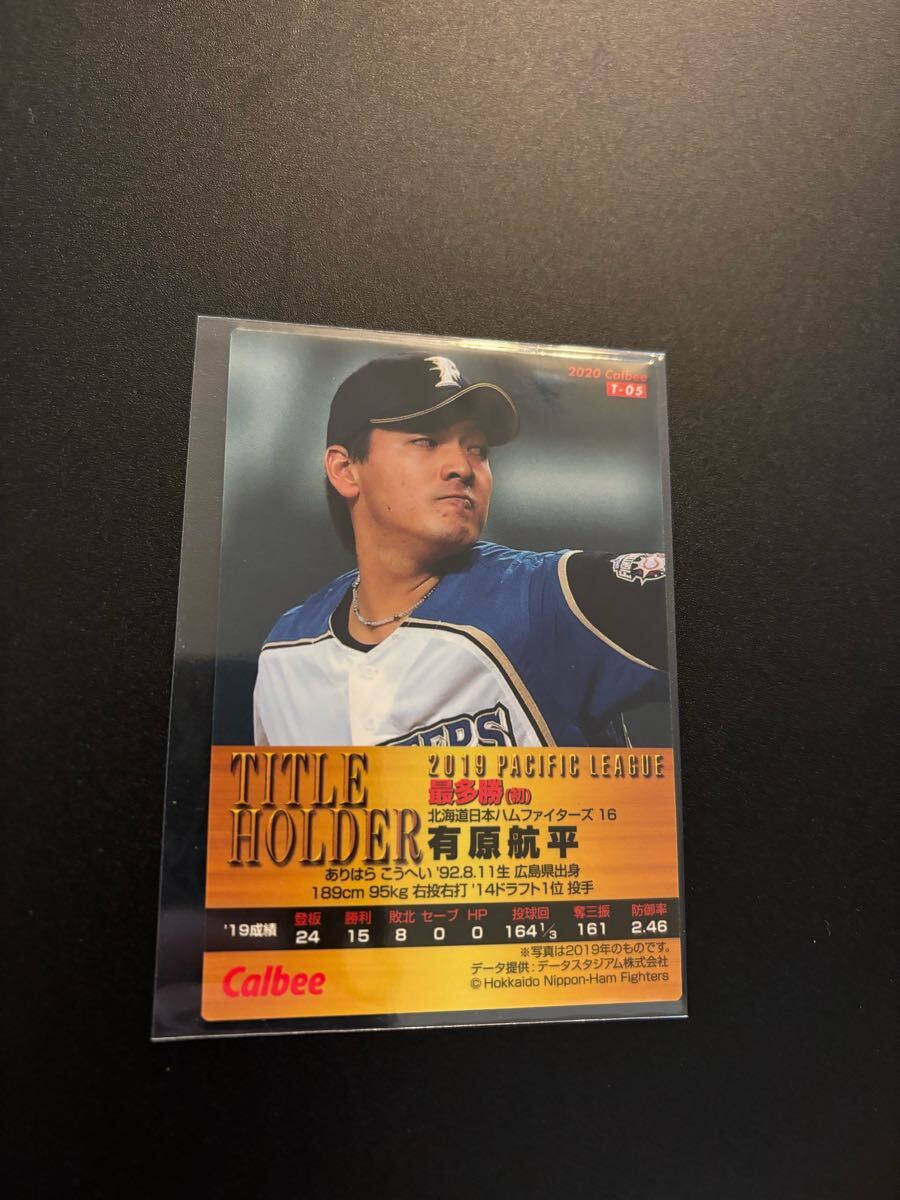 2020 Calbee
T-05
TERS
TITLE
HOLDER
2019 PACIFIC LEAGUE
最多勝(初)
北海道日本ハムファイターズ 16
有原航平
ありはら こうへい '92.8.11生 広島県出身
189cm 95kg 右投右打 '14ドラフト1位 投手
登板 勝利 敗北 セーブ HP 投球回 奪三振 防御率
'19成績 24 15 8 0 0 164 1/3 161 2.46
※写真は2019年のものです。
データ提供:データスタジアム株式会社
© Hokkaido Nippon-Ham Fighters
Calbee